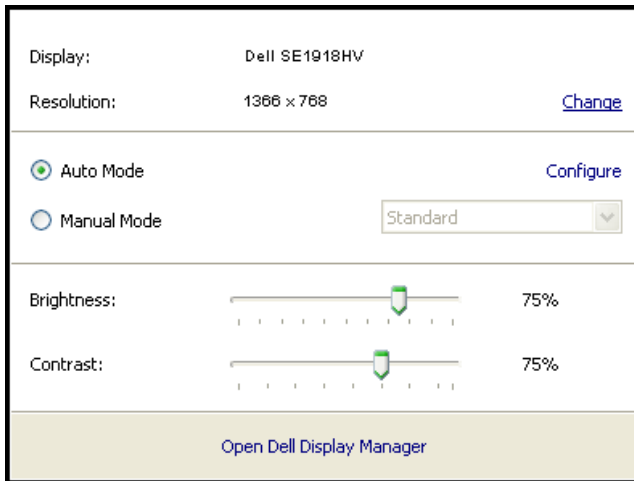 Display: Dell SE1918HV
Resolution: 1366 x 768 Change
Auto Mode Configure
Manual Mode Standard
Brightness: 75%
Contrast: 75%
Open Dell Display Manager